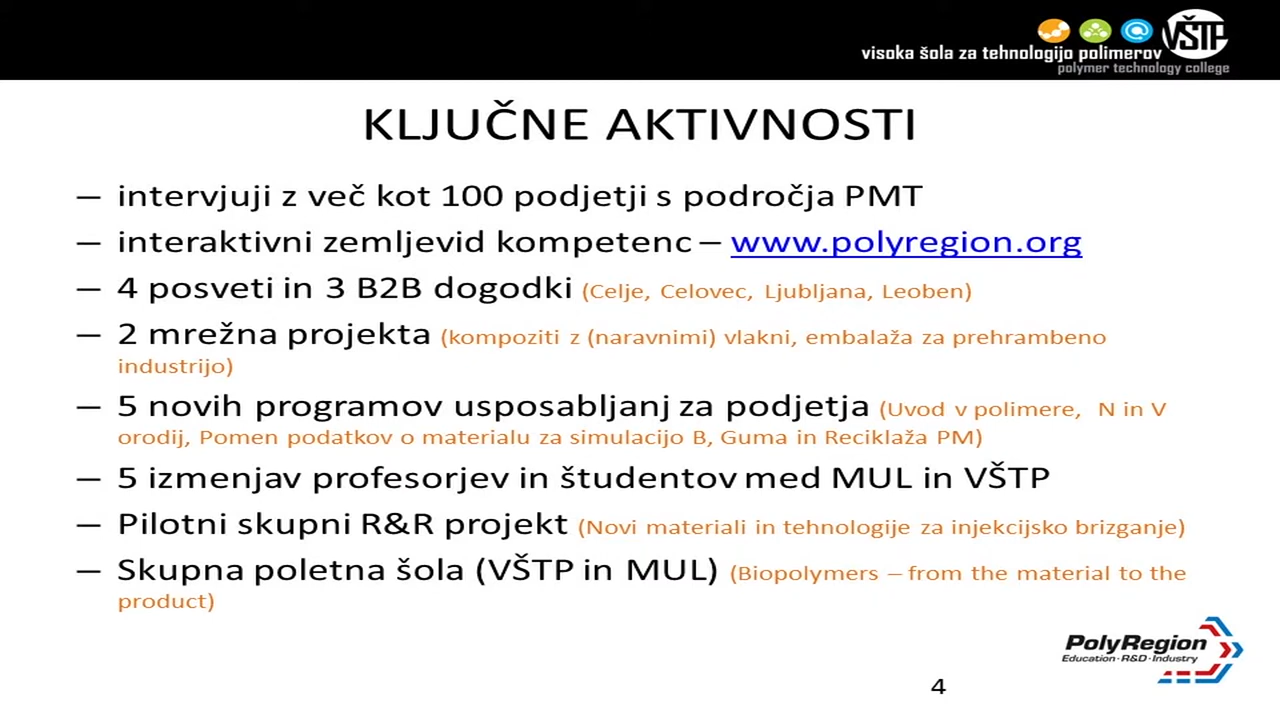 VŠTP
visoka šola za tehnologijo polimerov
polymer technology college
KLJUČNE AKTIVNOSTI
– intervjuji z več kot 100 podjetji s področja PMT
– interaktivni zemljevid kompetenc – www.polyregion.org
– 4 posveti in 3 B2B dogodki (Celje, Celovec, Ljubljana, Leoben)
– 2 mrežna projekta (kompoziti z (naravnimi) vlakni, embalaža za prehrambeno
industrijo)
– 5 novih programov usposabljanj za podjetja (Uvod v polimere, N in V
orodij, Pomen podatkov o materialu za simulacijo B, Guma in Reciklaža PM)
– 5 izmenjav profesorjev in študentov med MUL in VŠTP
– Pilotni skupni R&R projekt (Novi materiali in tehnologije za injekcijsko brizganje)
– Skupna poletna šola (VŠTP in MUL) (Biopolymers – from the material to the
product)
PolyRegion
Education·R&D·Industry
4